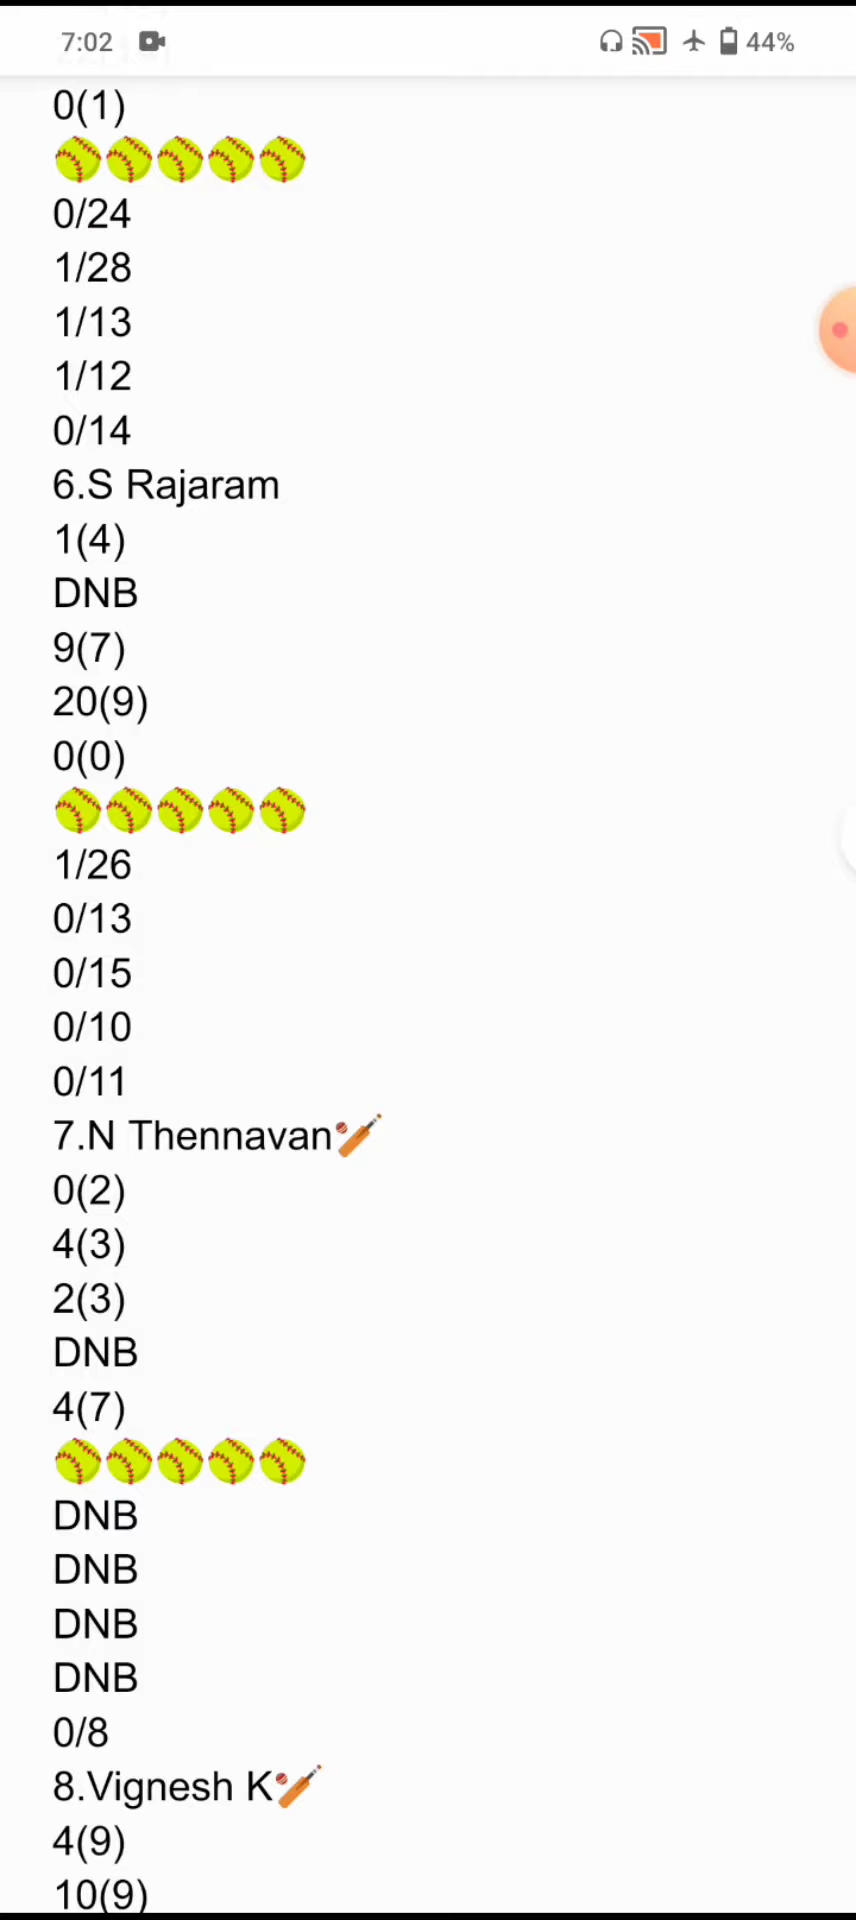 7:02 44%
0(1)
0/24
1/28
1/13
1/12
0/14
6.S Rajaram
1(4)
DNB
9(7)
20(9)
0(0)
1/26
0/13
0/15
0/10
0/11
7.N Thennavan
0(2)
4(3)
2(3)
DNB
4(7)
DNB
DNB
DNB
DNB
0/8
8.Vignesh K
4(9)
10(9)